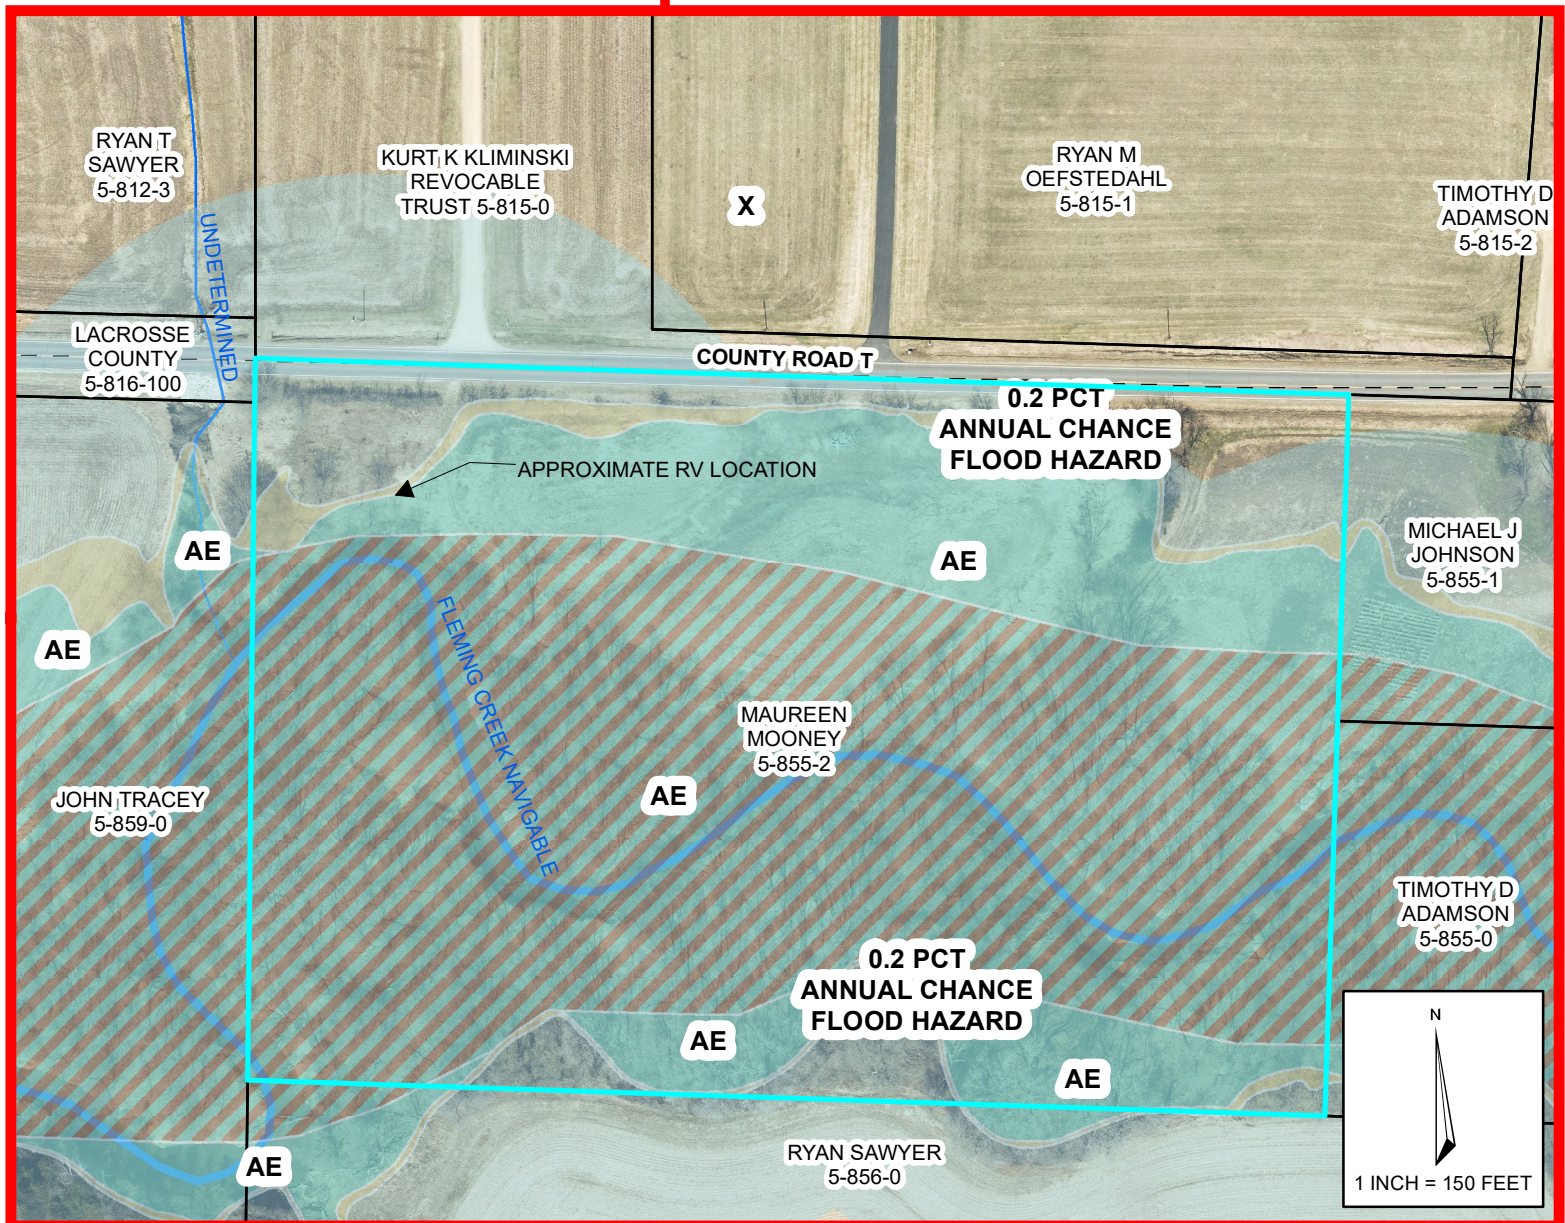 RYAN T
SAWYER
5-812-3
KURT K KLIMINSKI
REVOCABLE
TRUST 5-815-0
X
RYAN M
OEFSTEDAHL
5-815-1
TIMOTHY D
ADAMSON
5-815-2
UNDETERMINED
LACROSSE
COUNTY
5-816-100
COUNTY ROAD T
0.2 PCT
ANNUAL CHANCE
FLOOD HAZARD
APPROXIMATE RV LOCATION
AE
AE
MICHAEL J
JOHNSON
5-855-1
AE
FLEMING CREEK NAVIGABLE
MAUREEN
MOONEY
5-855-2
AE
JOHN TRACEY
5-859-0
TIMOTHY D
ADAMSON
5-855-0
0.2 PCT
ANNUAL CHANCE
FLOOD HAZARD
AE
AE
AE
RYAN SAWYER
5-856-0
N
1 INCH = 150 FEET